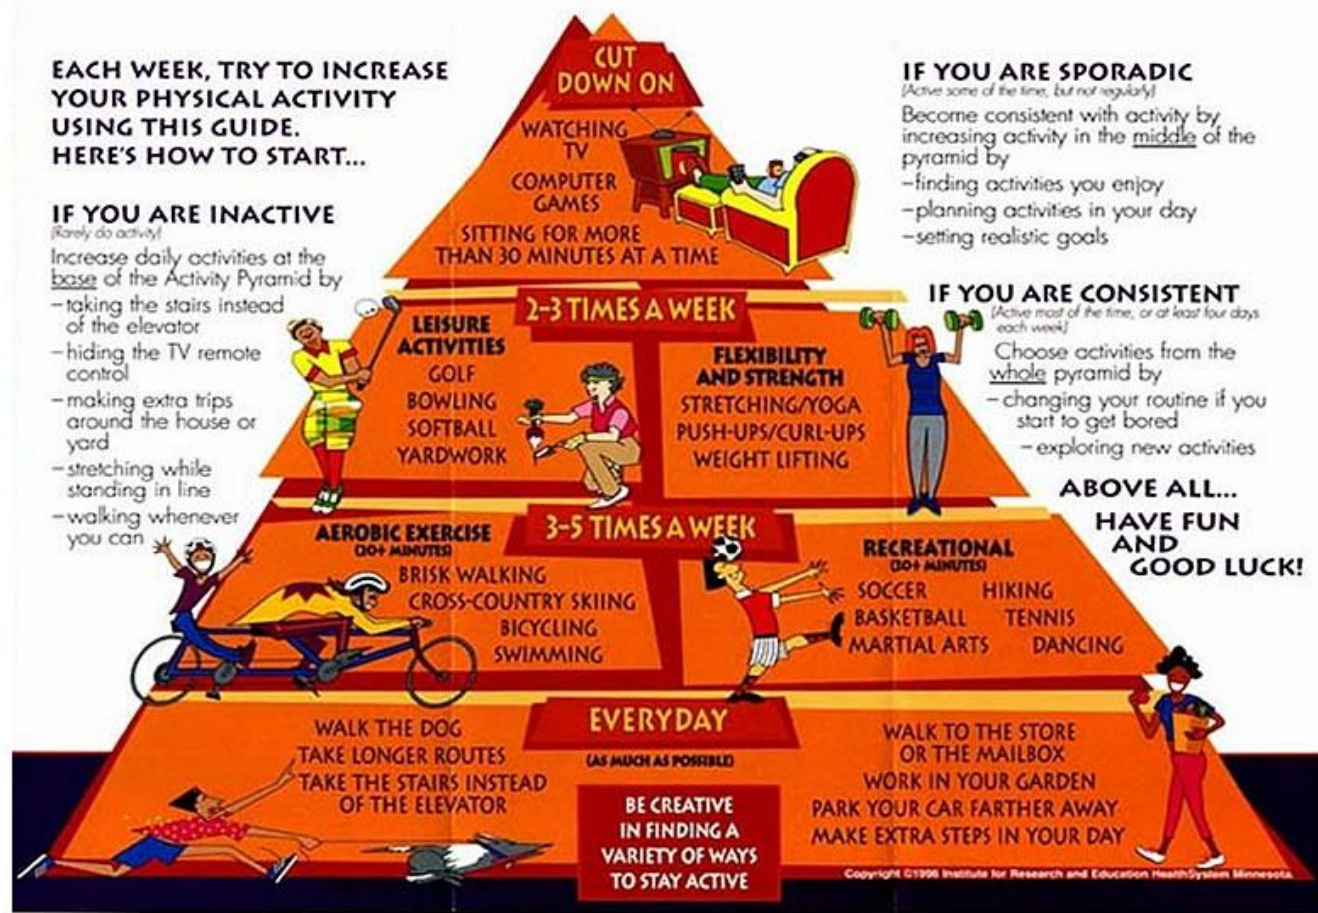 EACH WEEK, TRY TO INCREASE
YOUR PHYSICAL ACTIVITY
USING THIS GUIDE.
HERE'S HOW TO START...
IF YOU ARE INACTIVE
(Rarely do activity)
Increase daily activities at the
base of the Activity Pyramid by
–taking the stairs instead
of the elevator
–hiding the TV remote
control
–making extra trips
around the house or
yard
–stretching while
standing in line
–walking whenever
you can
CUT
DOWN ON
WATCHING
TV
COMPUTER
GAMES
SITTING FOR MORE
THAN 30 MINUTES AT A TIME
IF YOU ARE SPORADIC
(Active some of the time, but not regularly)
Become consistent with activity by
increasing activity in the middle of the
pyramid by
–finding activities you enjoy
–planning activities in your day
–setting realistic goals
IF YOU ARE CONSISTENT
(Active most of the time, or at least four days
each week)
Choose activities from the
whole pyramid by
–changing your routine if you
start to get bored
–exploring new activities
ABOVE ALL...
HAVE FUN
AND
GOOD LUCK!
2–3 TIMES A WEEK
LEISURE
ACTIVITIES
GOLF
BOWLING
SOFTBALL
YARDWORK
FLEXIBILITY
AND STRENGTH
STRETCHING/YOGA
PUSH-UPS/CURL-UPS
WEIGHT LIFTING
3–5 TIMES A WEEK
AEROBIC EXERCISE
(20+ MINUTES)
BRISK WALKING
CROSS-COUNTRY SKIING
BICYCLING
SWIMMING
RECREATIONAL
(30+ MINUTES)
SOCCER HIKING
BASKETBALL TENNIS
MARTIAL ARTS DANCING
EVERYDAY
(AS MUCH AS POSSIBLE)
WALK THE DOG
TAKE LONGER ROUTES
TAKE THE STAIRS INSTEAD
OF THE ELEVATOR
BE CREATIVE
IN FINDING A
VARIETY OF WAYS
TO STAY ACTIVE
WALK TO THE STORE
OR THE MAILBOX
WORK IN YOUR GARDEN
PARK YOUR CAR FARTHER AWAY
MAKE EXTRA STEPS IN YOUR DAY
Copyright ©1996 Institute for Research and Education HealthSystem Minnesota